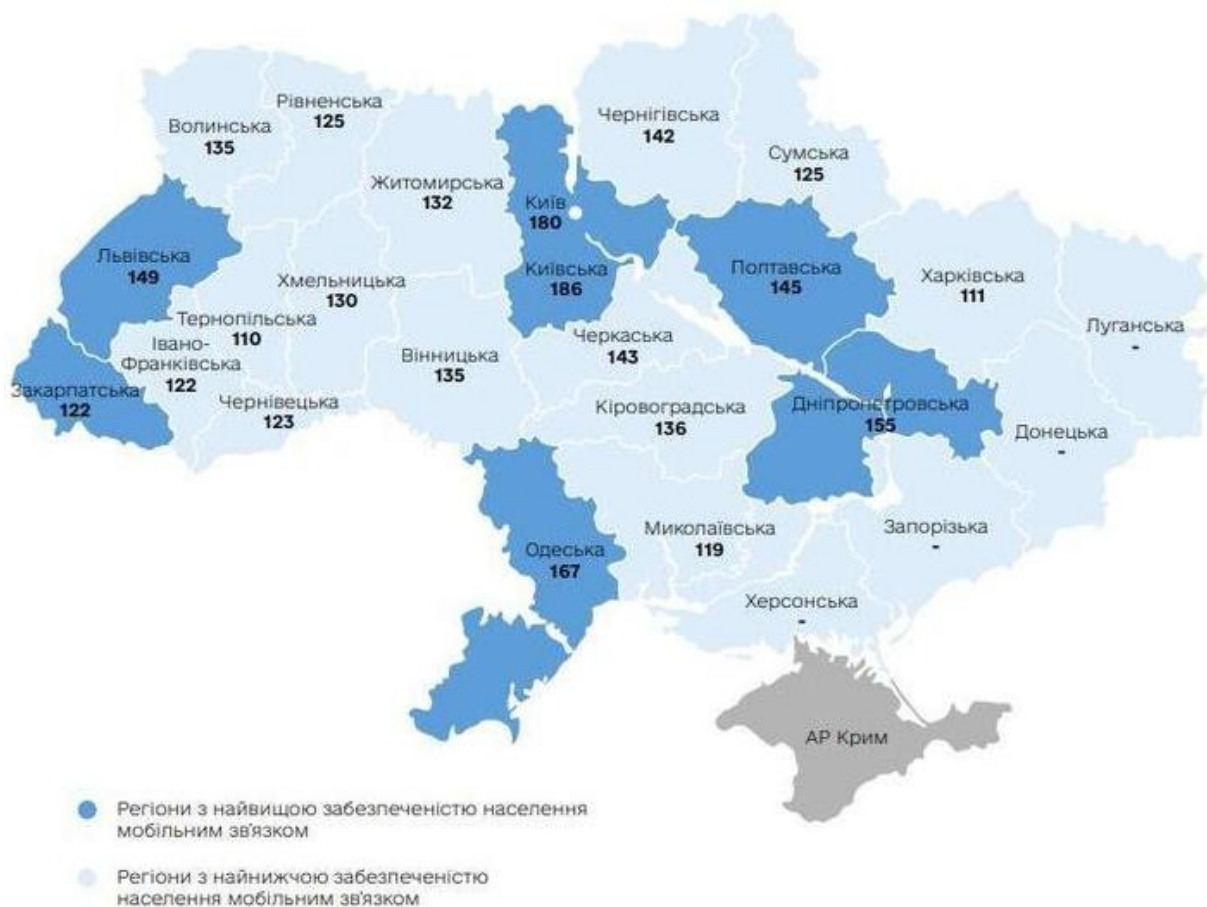 Рівненська
125
Волинська
135
Чернігівська
142
Сумська
125
Житомирська
132
Київ
180
Львівська
149
Київська
186
Полтавська
145
Харківська
111
Хмельницька
130
Тернопільська
110
Луганська
-
Черкаська
143
Івано-
Франківська
122
Вінницька
135
Закарпатська
122
Чернівецька
123
Кіровоградська
136
Дніпропетровська
155
Донецька
-
Одеська
167
Миколаївська
119
Запорізька
-
Херсонська
-
АР Крим
Регіони з найвищою забезпеченістю населення
мобільним зв'язком
Регіони з найнижчою забезпеченістю
населення мобільним зв'язком